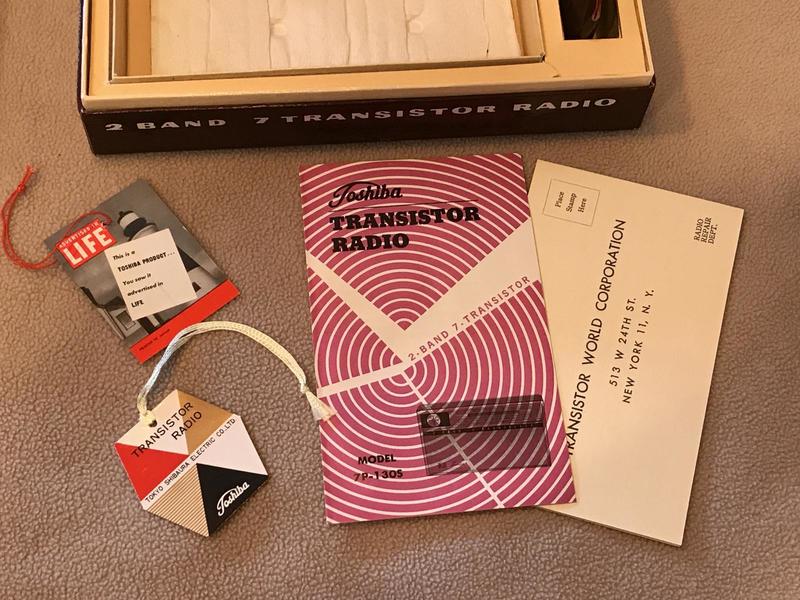 2 BAND 7 TRANSISTOR RADIO
ADVERTISED IN
LIFE
This is a
TOSHIBA PRODUCT...
You saw it
advertised in
LIFE
TRANSISTOR
RADIO
TOKYO SHIBAURA ELECTRIC CO., LTD
Toshiba
Toshiba
TRANSISTOR
RADIO
2-BAND 7-TRANSISTOR
MODEL
7P-130S
Place
Stamp
Here
RADIO
REPAIR
DEPT.
TRANSISTOR WORLD CORPORATION
513 W 24TH ST.
NEW YORK 11, N. Y.